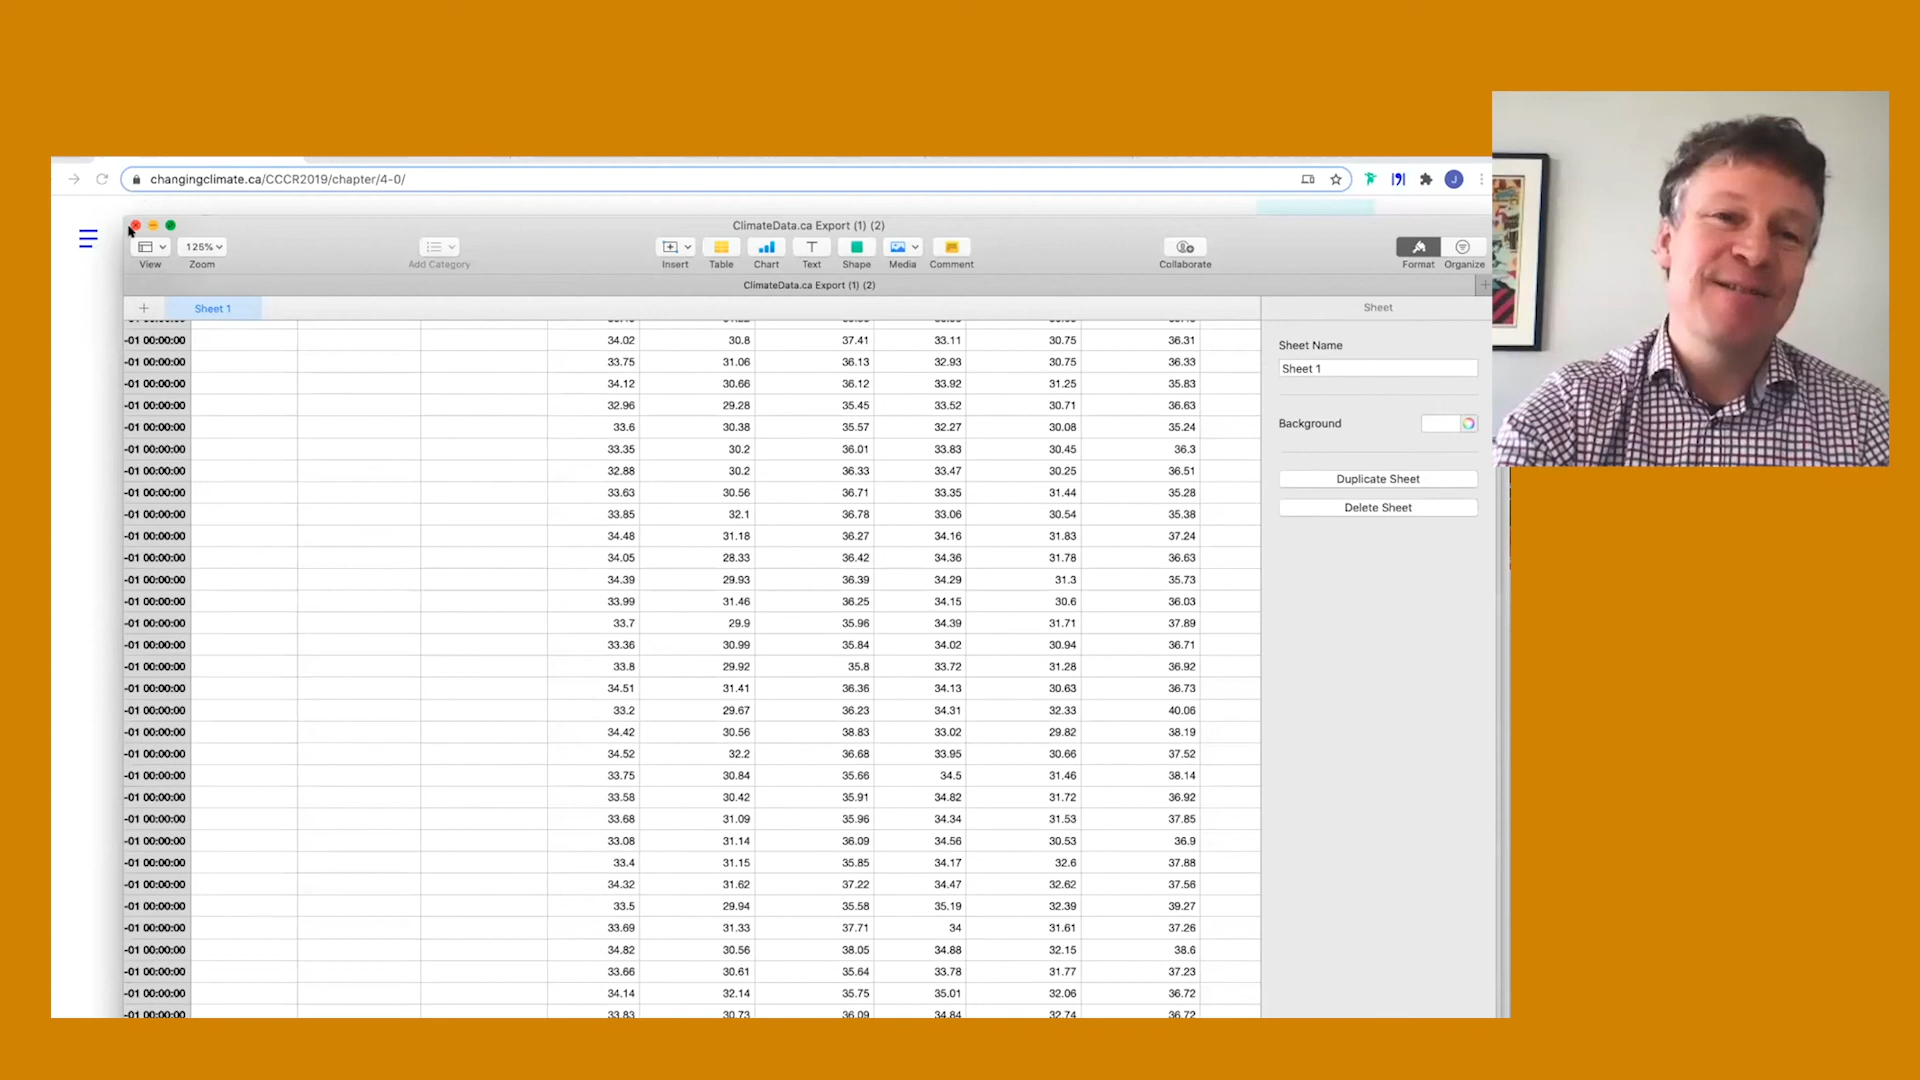 changingclimate.ca/CCCR2019/chapter/4-0/
J
ClimateData.ca Export (1) (2)
125%
View Zoom Add Category Insert Table Chart Text Shape Media Comment Collaborate Format Organize
ClimateData.ca Export (1) (2)
Sheet 1
Sheet
Sheet Name
Sheet 1
Background
Duplicate Sheet
Delete Sheet
-01 00:00:00 34.02 30.8 37.41 33.11 30.75 36.31
-01 00:00:00 33.75 31.06 36.13 32.93 30.75 36.33
-01 00:00:00 34.12 30.66 36.12 33.92 31.25 35.83
-01 00:00:00 32.96 29.28 35.45 33.52 30.71 36.63
-01 00:00:00 33.6 30.38 35.57 32.27 30.08 35.24
-01 00:00:00 33.35 30.2 36.01 33.83 30.45 36.3
-01 00:00:00 32.88 30.2 36.33 33.47 30.25 36.51
-01 00:00:00 33.63 30.56 36.71 33.35 31.44 35.28
-01 00:00:00 33.85 32.1 36.78 33.06 30.54 35.38
-01 00:00:00 34.48 31.18 36.27 34.16 31.83 37.24
-01 00:00:00 34.05 28.33 36.42 34.36 31.78 36.63
-01 00:00:00 34.39 29.93 36.39 34.29 31.3 35.73
-01 00:00:00 33.99 31.46 36.25 34.15 30.6 36.03
-01 00:00:00 33.7 29.9 35.96 34.39 31.71 37.89
-01 00:00:00 33.36 30.99 35.84 34.02 30.94 36.71
-01 00:00:00 33.8 29.92 35.8 33.72 31.28 36.92
-01 00:00:00 34.51 31.41 36.36 34.13 30.63 36.73
-01 00:00:00 33.2 29.67 36.23 34.31 32.33 40.06
-01 00:00:00 34.42 30.56 38.83 33.02 29.82 38.19
-01 00:00:00 34.52 32.2 36.68 33.95 30.66 37.52
-01 00:00:00 33.75 30.84 35.66 34.5 31.46 38.14
-01 00:00:00 33.58 30.42 35.91 34.82 31.72 36.92
-01 00:00:00 33.68 31.09 35.96 34.34 31.53 37.85
-01 00:00:00 33.08 31.14 36.09 34.56 30.53 36.9
-01 00:00:00 33.4 31.15 35.85 34.17 32.6 37.88
-01 00:00:00 34.32 31.62 37.22 34.47 32.62 37.56
-01 00:00:00 33.5 29.94 35.58 35.19 32.39 39.27
-01 00:00:00 33.69 31.33 37.71 34 31.61 37.26
-01 00:00:00 34.82 30.56 38.05 34.88 32.15 38.6
-01 00:00:00 33.66 30.61 35.64 33.78 31.77 37.23
-01 00:00:00 34.14 32.14 35.75 35.01 32.06 36.72
-01 00:00:00 33.83 30.73 36.09 34.84 32.74 36.72